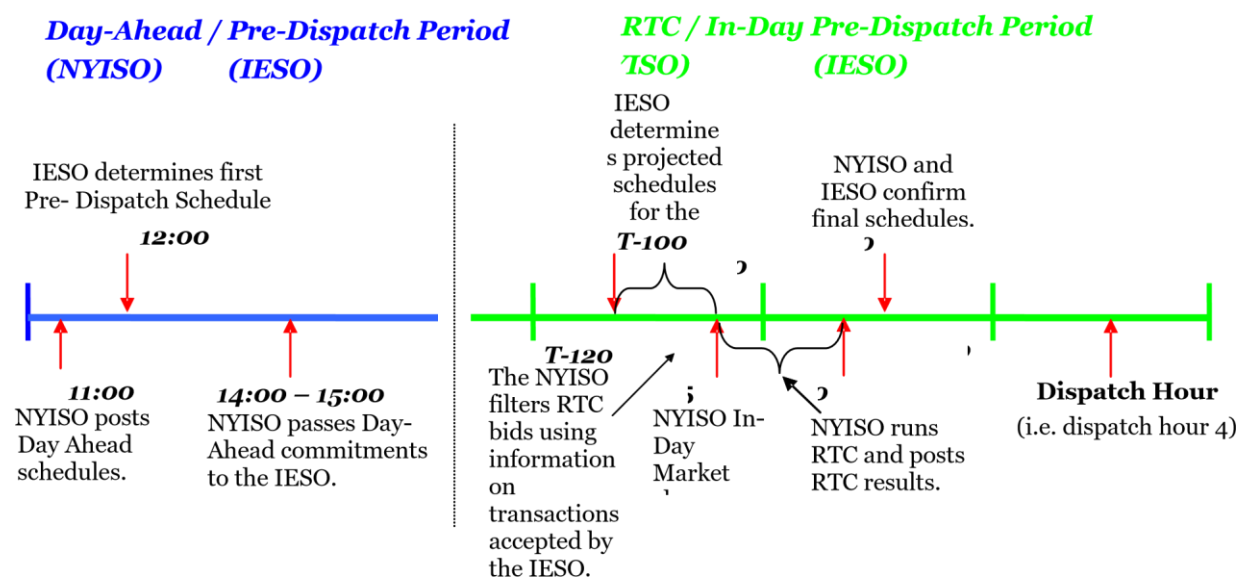 Day-Ahead / Pre-Dispatch Period
(NYISO) (IESO)
RTC / In-Day Pre-Dispatch Period
ISO) (IESO)
IESO determines first
Pre- Dispatch Schedule
12:00
11:00
NYISO posts
Day Ahead
schedules.
14:00 – 15:00
NYISO passes Day-
Ahead commitments
to the IESO.
IESO
determine
s projected
schedules
for the
T-100
NYISO and
IESO confirm
final schedules.
T-120
The NYISO
filters RTC
bids using
information
on
transactions
accepted by
the IESO.
NYISO In-
Day
Market
NYISO runs
RTC and posts
RTC results.
Dispatch Hour
(i.e. dispatch hour 4)